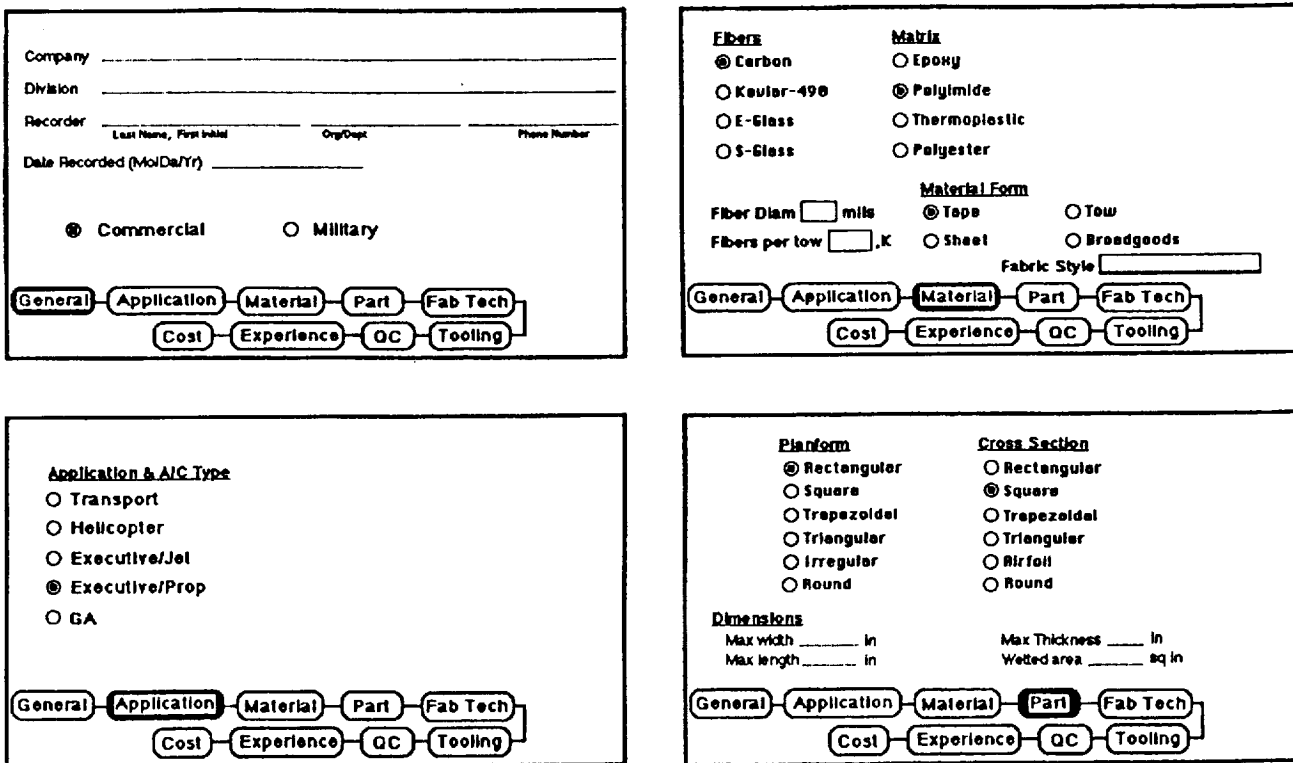 Company
Division
Recorder
Last Name, First Initial Org/Dept Phone Number
Date Recorded (Mo/Da/Yr)
Commercial Military
General Application Material Part Fab Tech
Cost Experience QC Tooling
Fibers Matrix
Carbon Epoxy
Kevlar-490 Polyimide
E-Glass Thermoplastic
S-Glass Polyester
Material Form
Fiber Diam mils Tape Tow
Fibers per tow ,K Sheet Broadgoods
Fabric Style
General Application Material Part Fab Tech
Cost Experience QC Tooling
Application & A/C Type
Transport
Helicopter
Executive/Jet
Executive/Prop
GA
General Application Material Part Fab Tech
Cost Experience QC Tooling
Planform Cross Section
Rectangular Rectangular
Square Square
Trapezoidal Trapezoidal
Triangular Triangular
Irregular Airfoil
Round Round
Dimensions
Max width in Max Thickness in
Max length in Wetted area sq in
General Application Material Part Fab Tech
Cost Experience QC Tooling